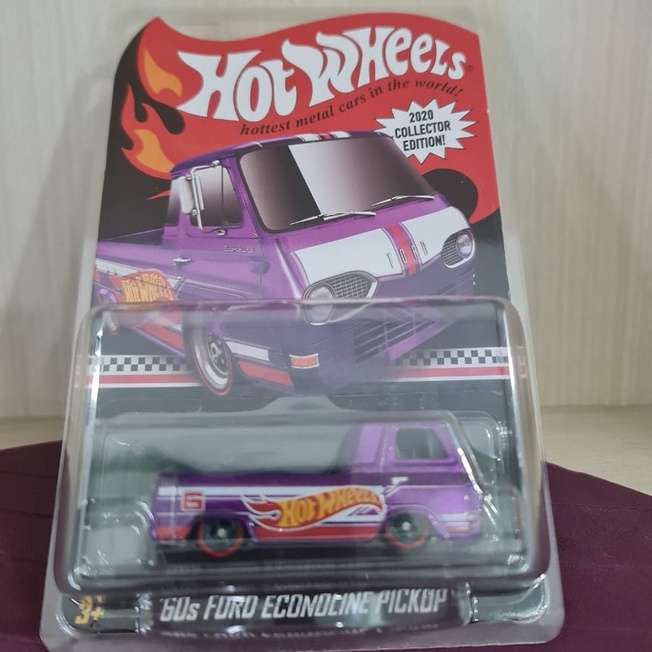 HOT WHEELS®
hottest metal cars in the world!
2020
COLLECTOR
EDITION!
HOT WHEELS
6
HOT WHEELS
3+
'60s FORD ECONOLINE PICKUP